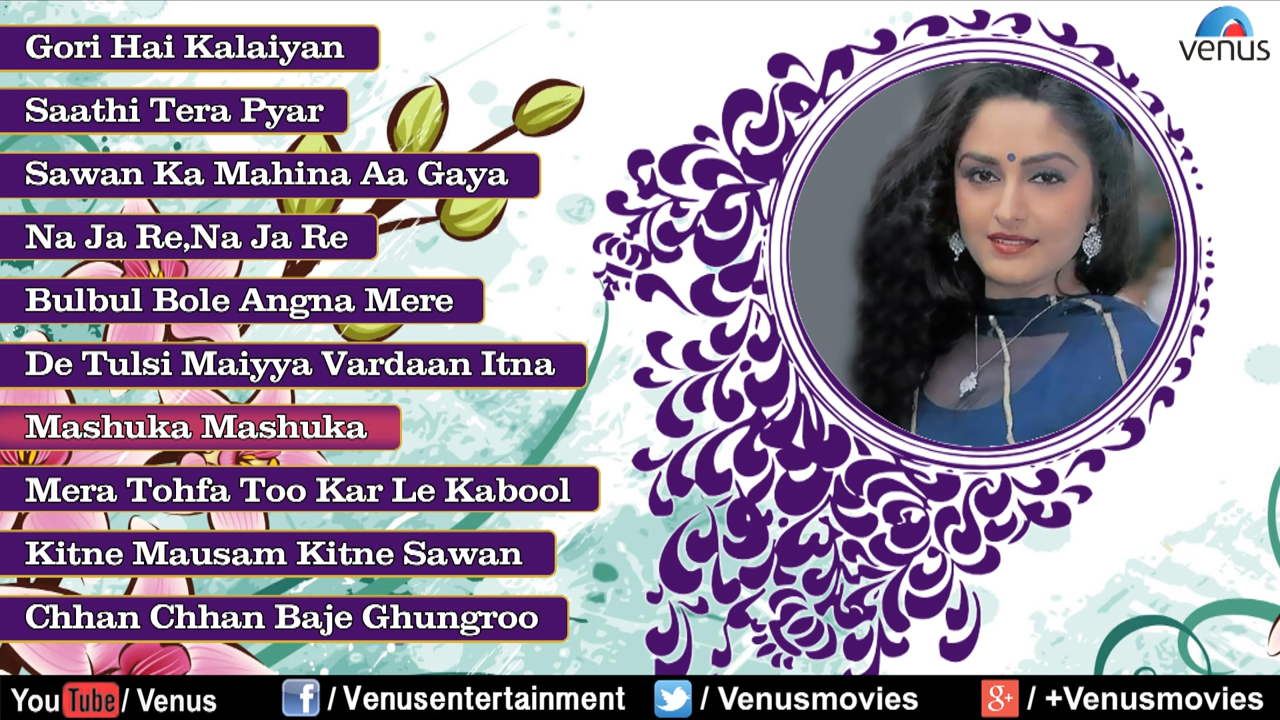 Gori Hai Kalaiyan
Saathi Tera Pyar
Sawan Ka Mahina Aa Gaya
Na Ja Re,Na Ja Re
Bulbul Bole Angna Mere
De Tulsi Maiyya Vardaan Itna
Mashuka Mashuka
Mera Tohfa Too Kar Le Kabool
Kitne Mausam Kitne Sawan
Chhan Chhan Baje Ghungroo
venus
YouTube / Venus
f / Venusentertainment
/ Venusmovies
g+ / +Venusmovies